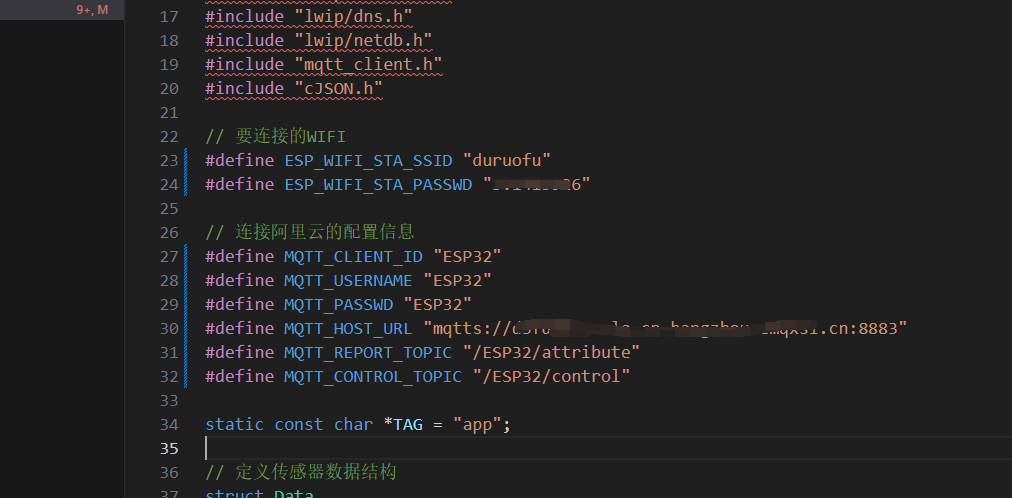 9+, M
17 #include "lwip/dns.h"
18 #include "lwip/netdb.h"
19 #include "mqtt_client.h"
20 #include "cJSON.h"
21
22 // 要连接的WIFI
23 #define ESP_WIFI_STA_SSID "duruofu"
24 #define ESP_WIFI_STA_PASSWD "
25
26 // 连接阿里云的配置信息
27 #define MQTT_CLIENT_ID "ESP32"
28 #define MQTT_USERNAME "ESP32"
29 #define MQTT_PASSWD "ESP32"
30 #define MQTT_HOST_URL "mqtts:// .cn:8883"
31 #define MQTT_REPORT_TOPIC "/ESP32/attribute"
32 #define MQTT_CONTROL_TOPIC "/ESP32/control"
33
34 static const char *TAG = "app";
35
36 // 定义传感器数据结构
37 struct Data